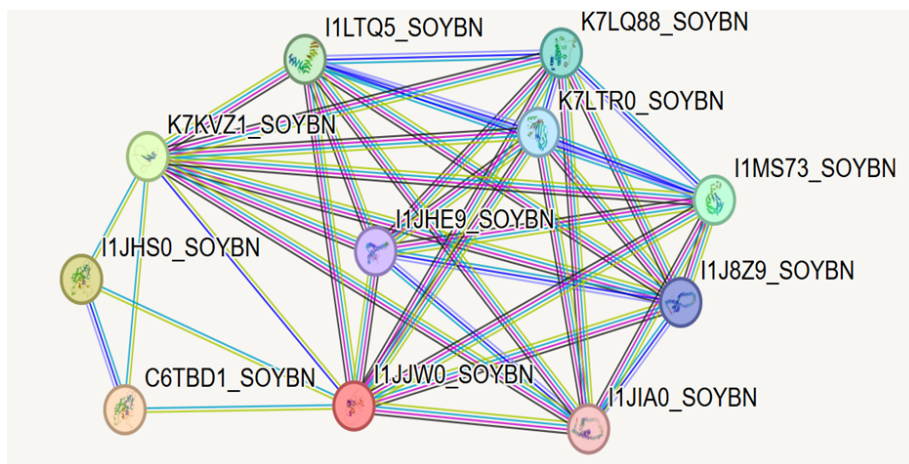 I1LTQ5_SOYBN
K7LQ88_SOYBN
K7LTR0_SOYBN
K7KVZ1_SOYBN
I1MS73_SOYBN
I1JHE9_SOYBN
I1JHS0_SOYBN
I1J8Z9_SOYBN
C6TBD1_SOYBN
I1JJW0_SOYBN
I1JIA0_SOYBN